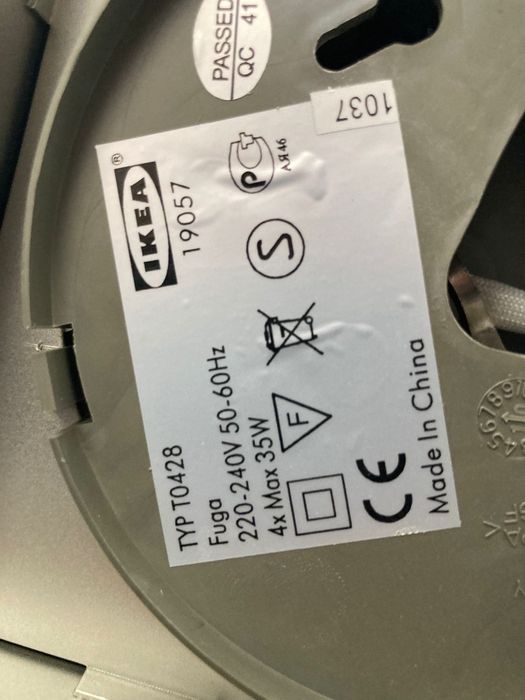 PASSED
QC 41
1037
IKEA®
19057
PC
АЯ46
S
TYP T0428
Fuga
220-240V 50-60Hz
4x Max 35W
F
CE
Made In China